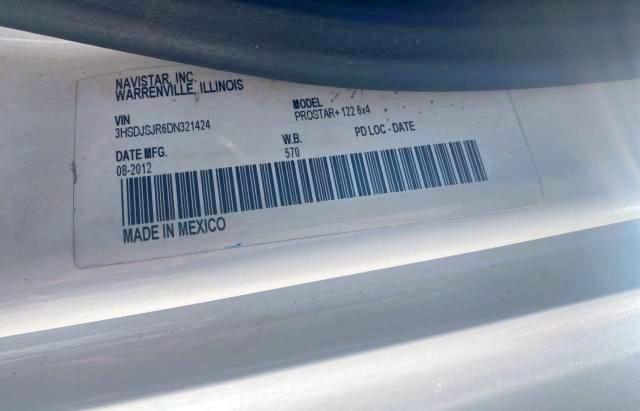 NAVISTAR, INC.
WARRENVILLE, ILLINOIS
VIN MODEL
3HSDJSJR6DN321424 PROSTAR+ 122 6x4
DATE MFG. W.B. PD LOC - DATE
08-2012 570
MADE IN MEXICO